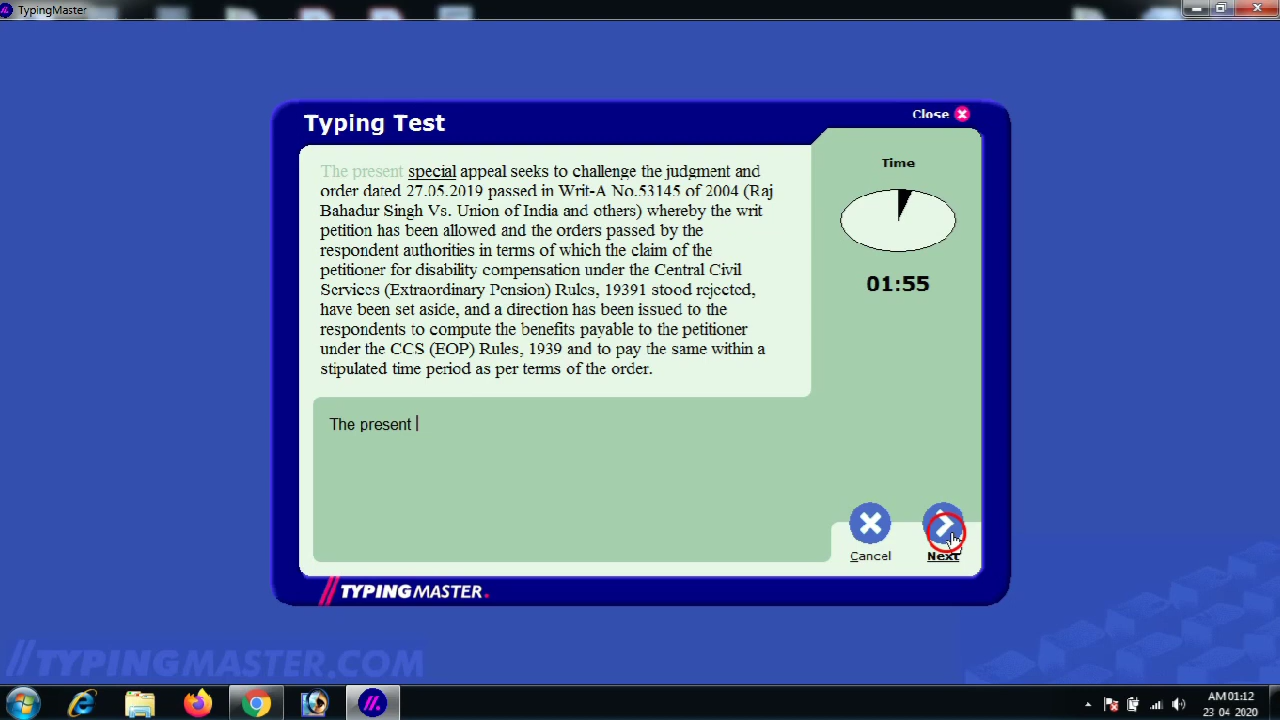 TypingMaster
Typing Test
Close
The present special appeal seeks to challenge the judgment and
order dated 27.05.2019 passed in Writ-A No.53145 of 2004 (Raj
Bahadur Singh Vs. Union of India and others) whereby the writ
petition has been allowed and the orders passed by the
respondent authorities in terms of which the claim of the
petitioner for disability compensation under the Central Civil
Services (Extraordinary Pension) Rules, 19391 stood rejected,
have been set aside, and a direction has been issued to the
respondents to compute the benefits payable to the petitioner
under the CCS (EOP) Rules, 1939 and to pay the same within a
stipulated time period as per terms of the order.
Time
01:55
The present
Cancel
Next
TYPINGMASTER.
//TYPINGMASTER.COM
AM 01:12
23-04-2020